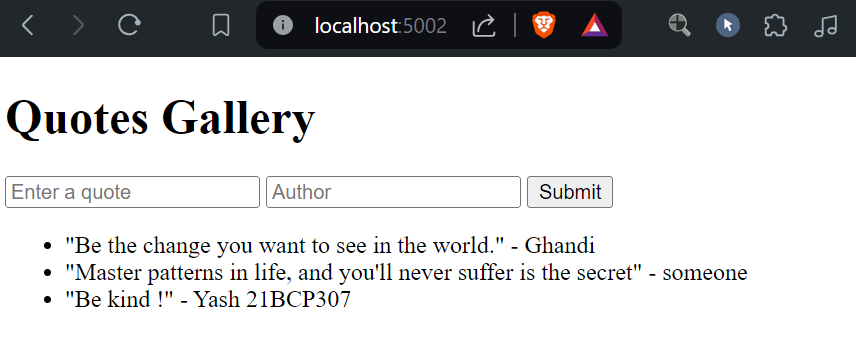 localhost:5002
Quotes Gallery
Enter a quote Author Submit
"Be the change you want to see in the world." - Ghandi
"Master patterns in life, and you'll never suffer is the secret" - someone
"Be kind !" - Yash 21BCP307